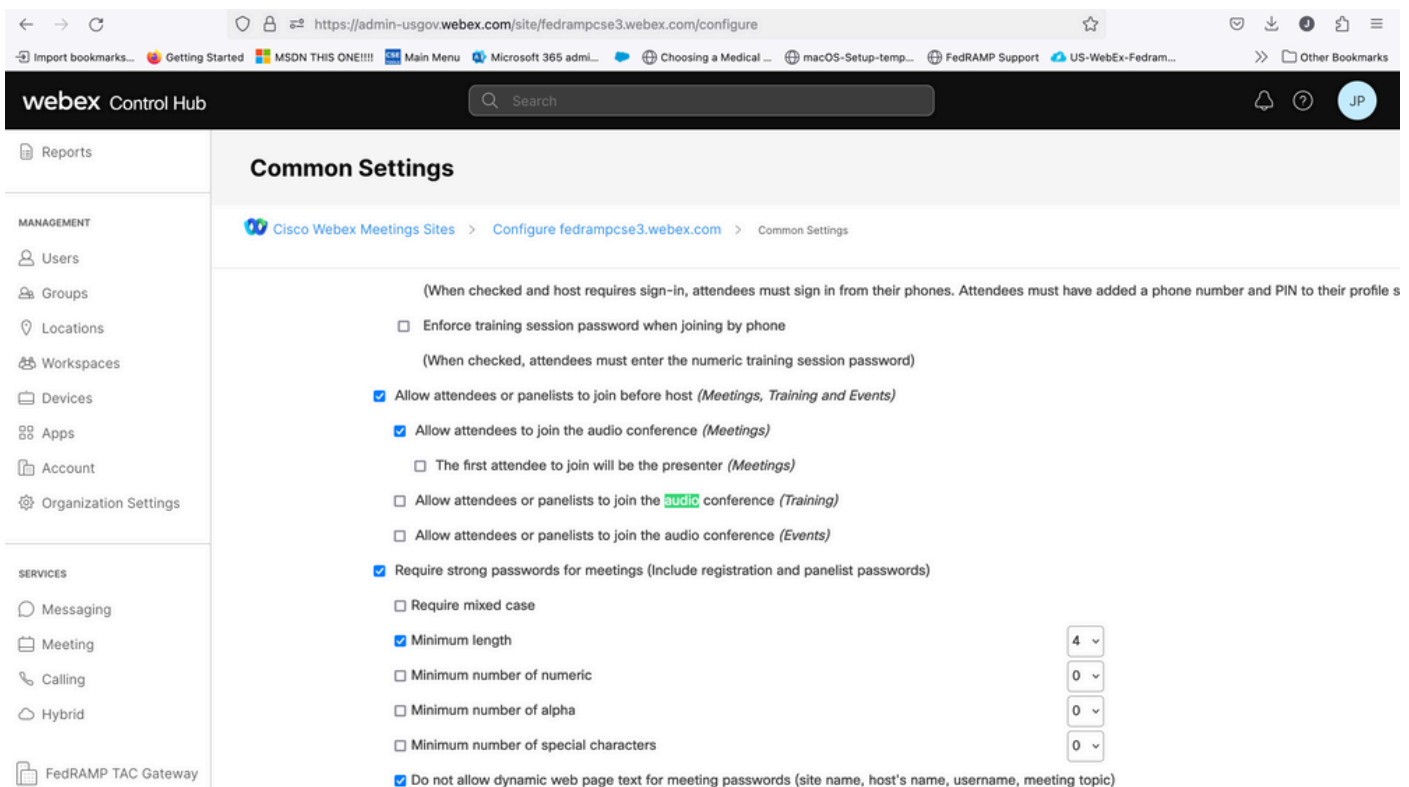 https://admin-usgov.webex.com/site/fedrampcse3.webex.com/configure
Import bookmarks... Getting Started MSDN THIS ONE!!!! CSE Main Menu Microsoft 365 admi... Choosing a Medical ... macOS-Setup-temp... FedRAMP Support US-WebEx-Fedram... Other Bookmarks
webex Control Hub
Search
JP
Reports
Common Settings
MANAGEMENT
Cisco Webex Meetings Sites > Configure fedrampcse3.webex.com > Common Settings
Users
Groups
Locations
Workspaces
Devices
Apps
Account
Organization Settings
SERVICES
Messaging
Meeting
Calling
Hybrid
FedRAMP TAC Gateway
(When checked and host requires sign-in, attendees must sign in from their phones. Attendees must have added a phone number and PIN to their profile s
Enforce training session password when joining by phone
(When checked, attendees must enter the numeric training session password)
Allow attendees or panelists to join before host (Meetings, Training and Events)
Allow attendees to join the audio conference (Meetings)
The first attendee to join will be the presenter (Meetings)
Allow attendees or panelists to join the audio conference (Training)
Allow attendees or panelists to join the audio conference (Events)
Require strong passwords for meetings (Include registration and panelist passwords)
Require mixed case
Minimum length 4
Minimum number of numeric 0
Minimum number of alpha 0
Minimum number of special characters 0
Do not allow dynamic web page text for meeting passwords (site name, host's name, username, meeting topic)